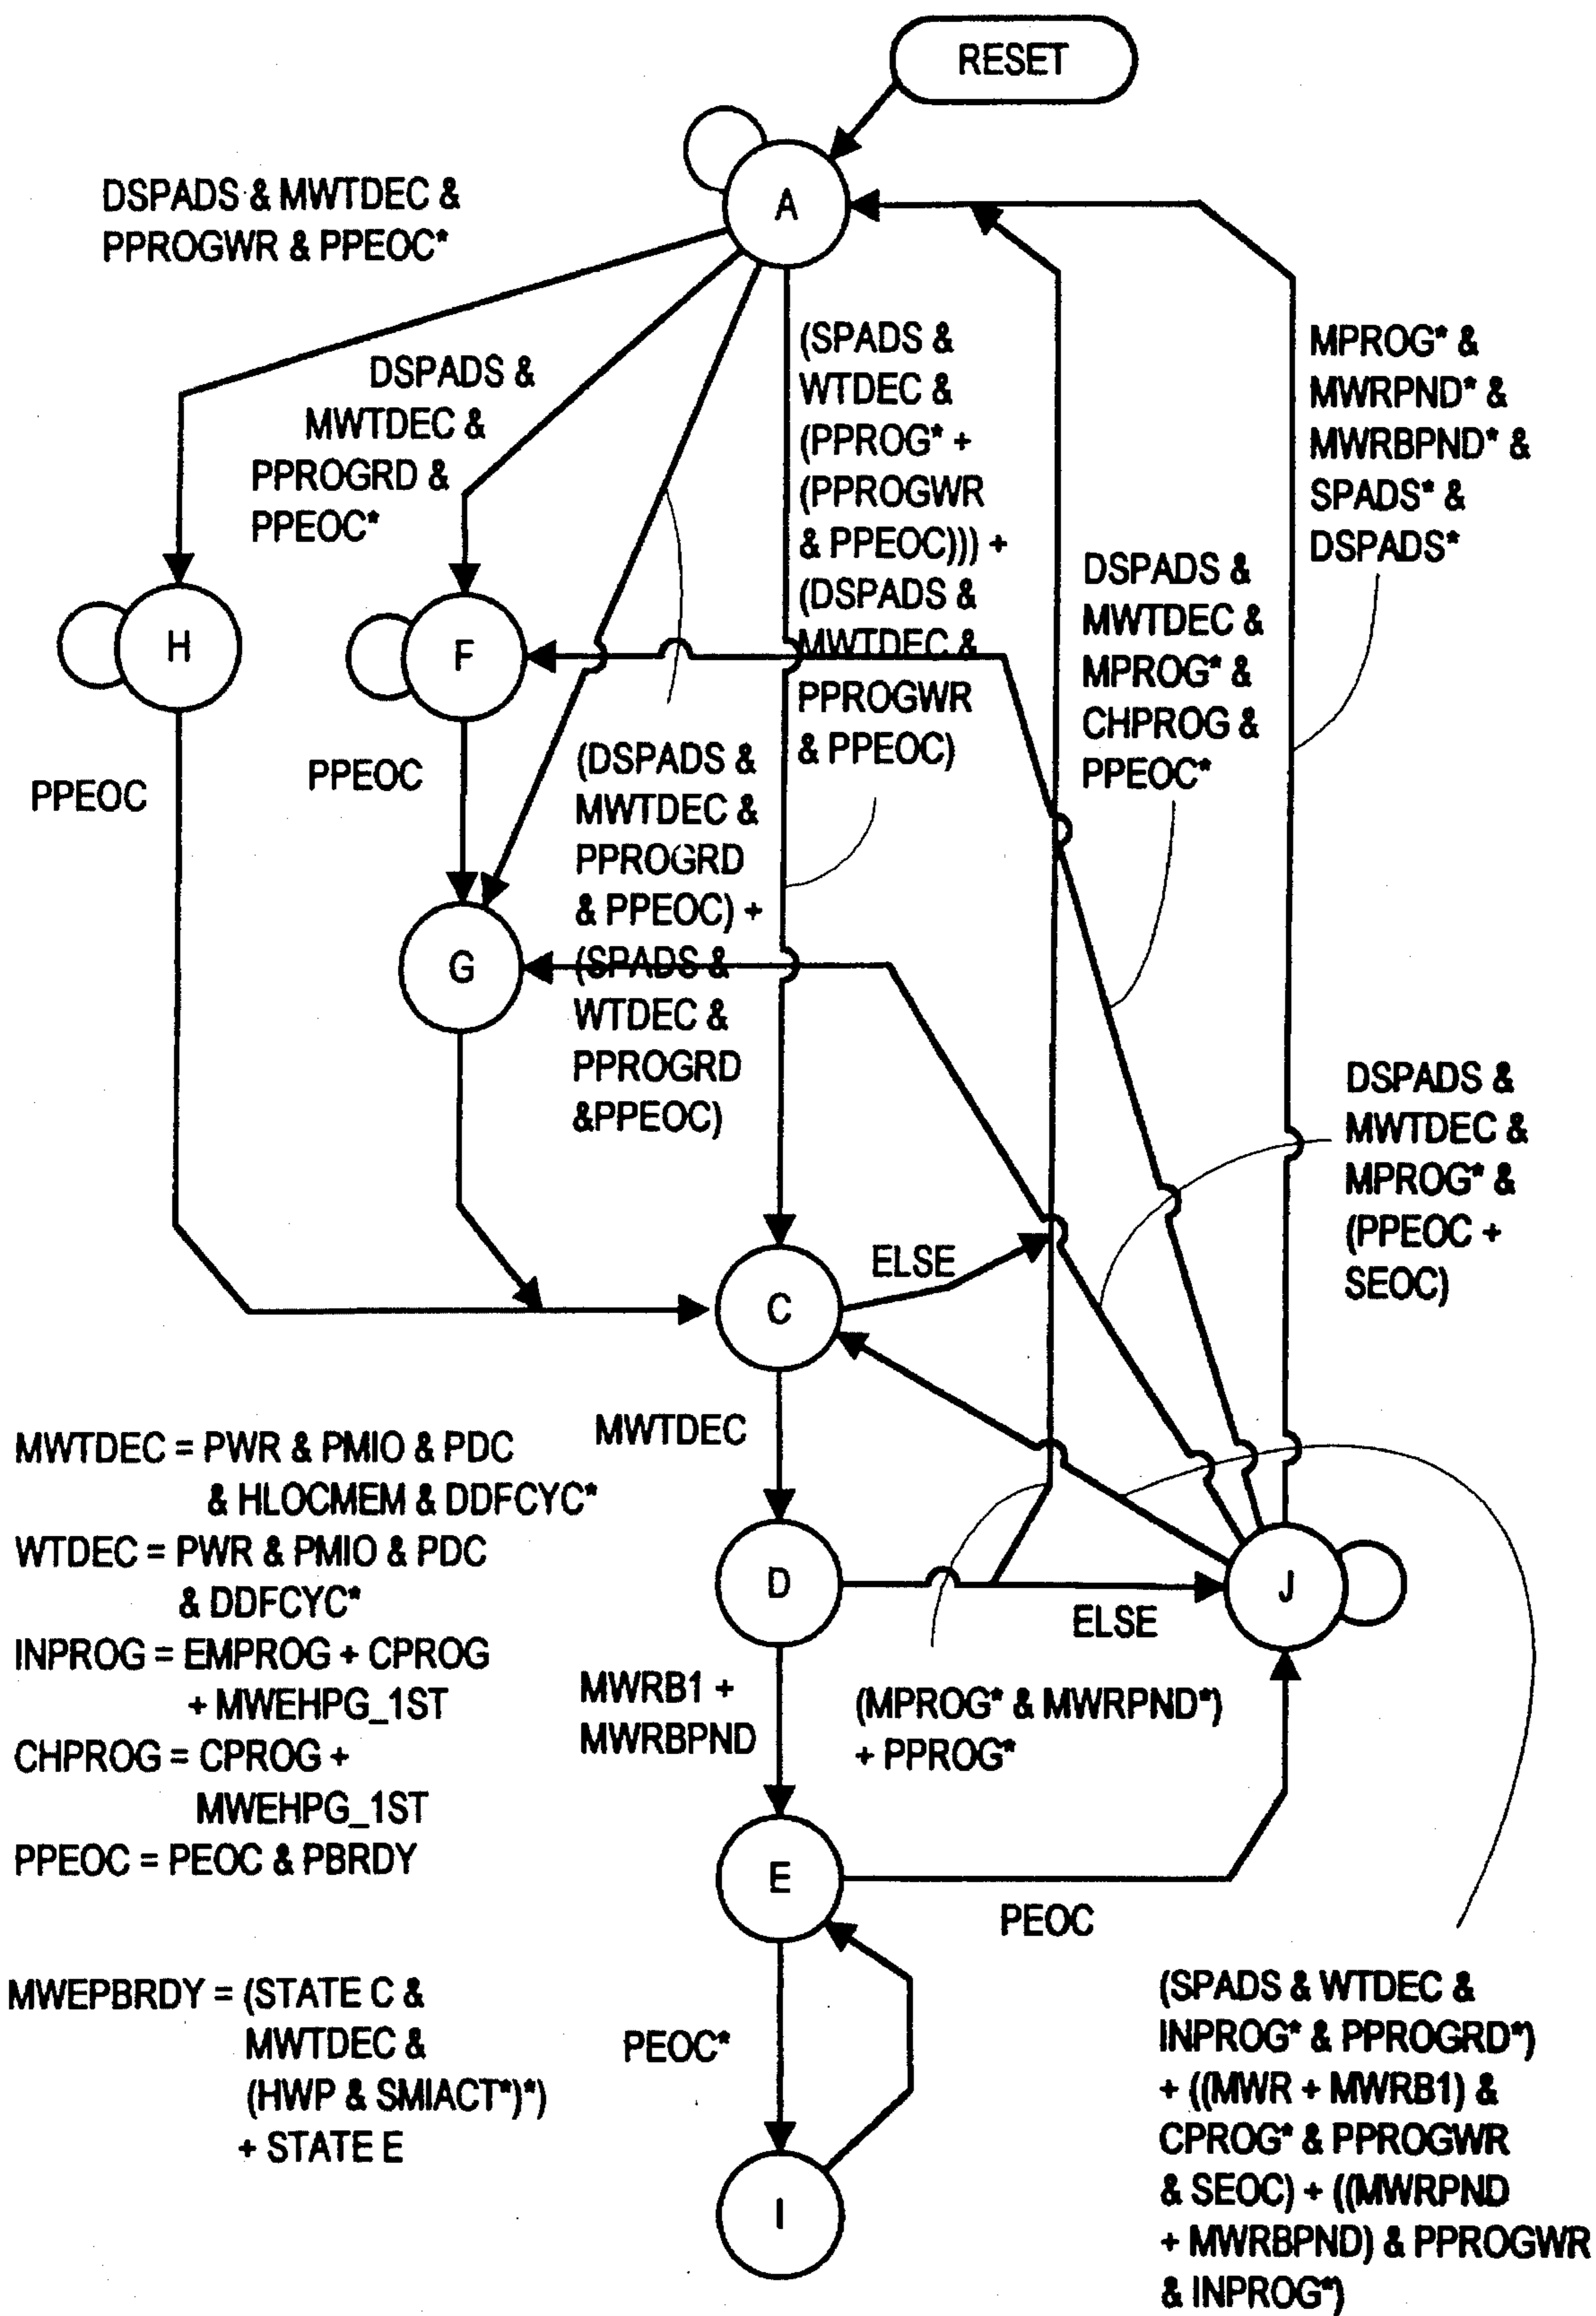 RESET
A
DSPADS & MWTDEC &
PPROGWR & PPEOC*
DSPADS &
MWTDEC &
PPROGRD &
PPEOC*
(SPADS &
WTDEC &
(PPROG* +
(PPROGWR
& PPEOC))) +
(DSPADS &
MWTDEC &
PPROGWR
& PPEOC)
MPROG* &
MWRPND* &
MWRBPND* &
SPADS* &
DSPADS*
DSPADS &
MWTDEC &
MPROG* &
CHPROG &
PPEOC*
H
F
PPEOC
PPEOC
(DSPADS &
MWTDEC &
PPROGRD
& PPEOC) +
(SPADS &
WTDEC &
PPROGRD
&PPEOC)
G
DSPADS &
MWTDEC &
MPROG* &
(PPEOC +
SEOC)
C
ELSE
MWTDEC
MWTDEC = PWR & PMIO & PDC
& HLOCMEM & DDFCYC*
WTDEC = PWR & PMIO & PDC
& DDFCYC*
INPROG = EMPROG + CPROG
+ MWEHPG_1ST
CHPROG = CPROG +
MWEHPG_1ST
PPEOC = PEOC & PBRDY
D
J
ELSE
MWRB1 +
MWRBPND
(MPROG* & MWRPND*)
+ PPROG*
E
PEOC
MWEPBRDY = (STATE C &
MWTDEC &
(HWP & SMIACT*)*)
+ STATE E
PEOC*
I
(SPADS & WTDEC &
INPROG* & PPROGRD*)
+ ((MWR + MWRB1) &
CPROG* & PPROGWR
& SEOC) + ((MWRPND
+ MWRBPND) & PPROGWR
& INPROG*)